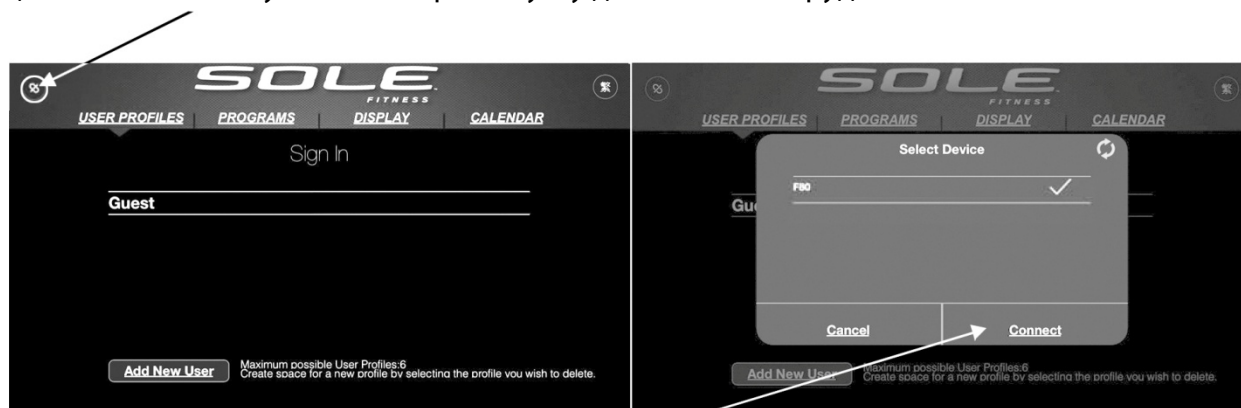 SOLE
FITNESS
USER PROFILES | PROGRAMS | DISPLAY | CALENDAR
Sign In
Guest
Add New User
Maximum possible User Profiles:6
Create space for a new profile by selecting the profile you wish to delete.
SOLE
FITNESS
USER PROFILES | PROGRAMS | DISPLAY | CALENDAR
Select Device
F80
Gu
Cancel
Connect
Add New User
Maximum possible User Profiles:6
Create space for a new profile by selecting the profile you wish to delete.